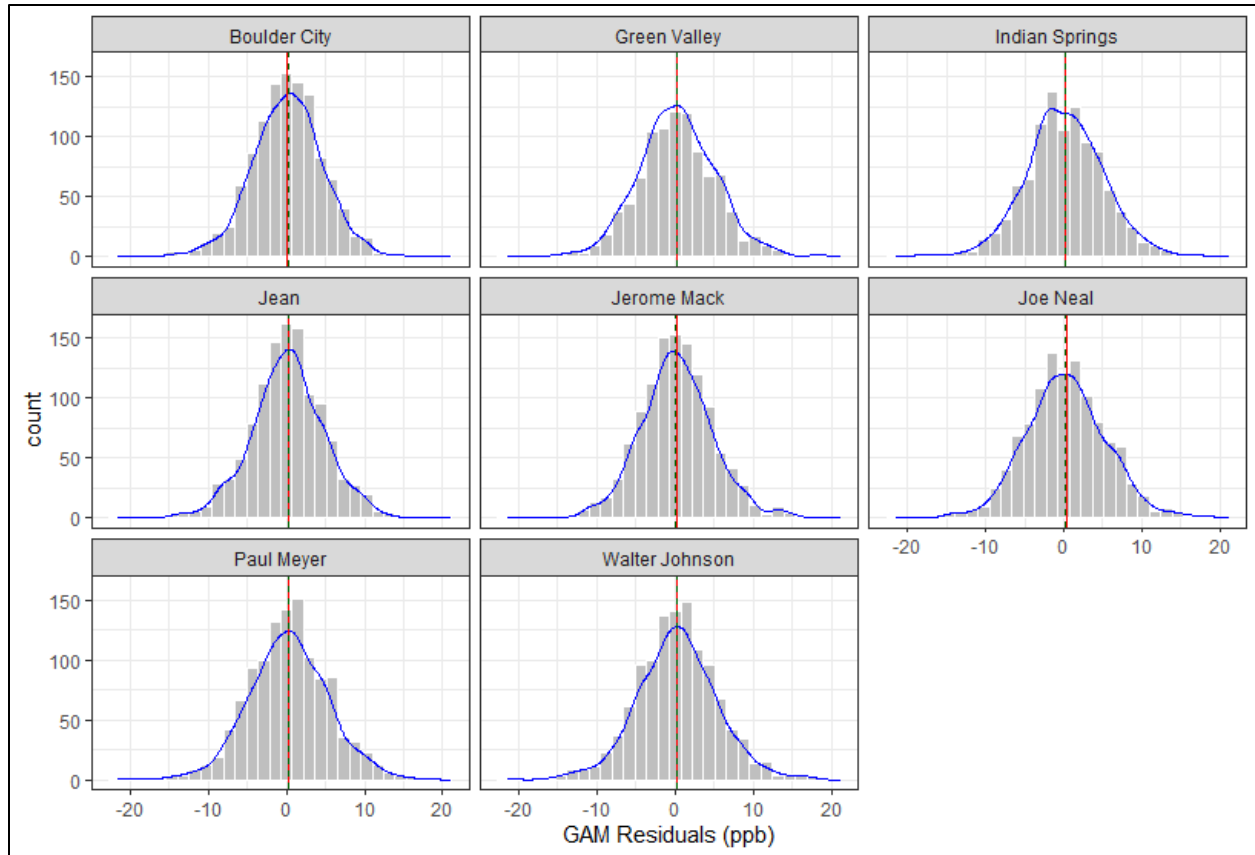 Boulder City
Green Valley
Indian Springs
150
100
50
0
Jean
Jerome Mack
Joe Neal
150
100
50
0
count
-20 -10 0 10 20
Paul Meyer
Walter Johnson
150
100
50
0
-20 -10 0 10 20
-20 -10 0 10 20
GAM Residuals (ppb)